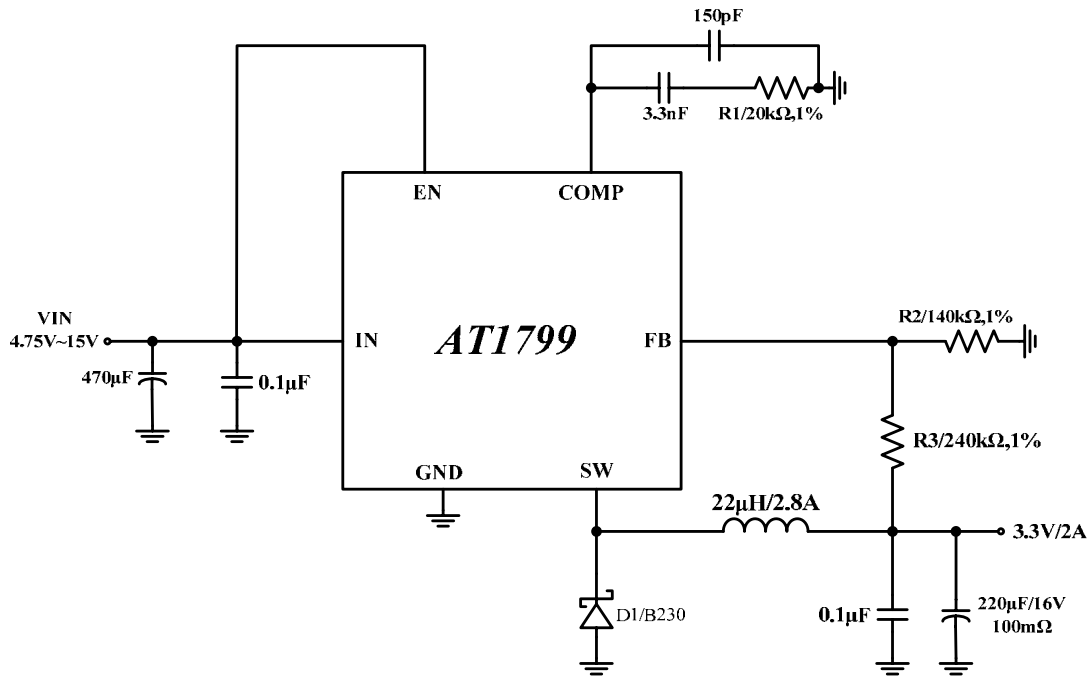 150pF
3.3nF
R1/20kΩ,1%
EN
COMP
VIN
4.75V~15V
IN
AT1799
FB
R2/140kΩ,1%
470μF
0.1μF
R3/240kΩ,1%
GND
SW
22μH/2.8A
3.3V/2A
D1/B230
0.1μF
220μF/16V
100mΩ